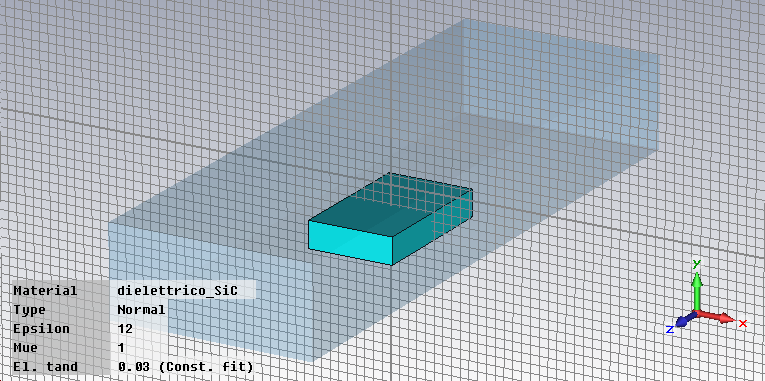 Material dielettrico_SiC
Type Normal
Epsilon 12
Mue 1
El. tand 0.03 (Const. fit)
y
x
z